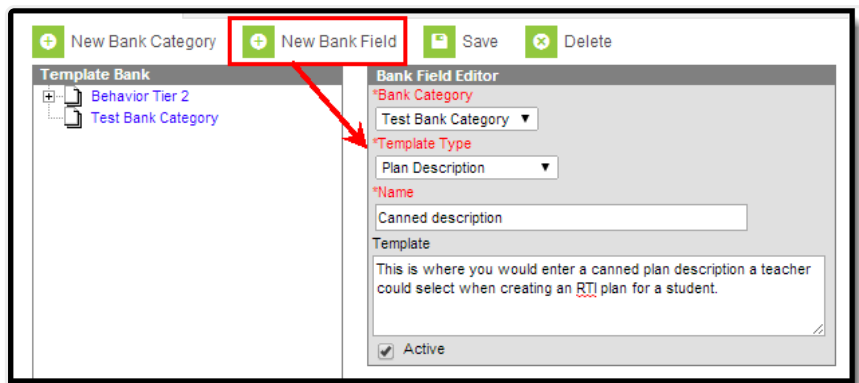 New Bank Category New Bank Field Save Delete
Template Bank
Behavior Tier 2
Test Bank Category
Bank Field Editor
*Bank Category
Test Bank Category ▼
*Template Type
Plan Description ▼
*Name
Canned description
Template
This is where you would enter a canned plan description a teacher
could select when creating an RTI plan for a student.
Active